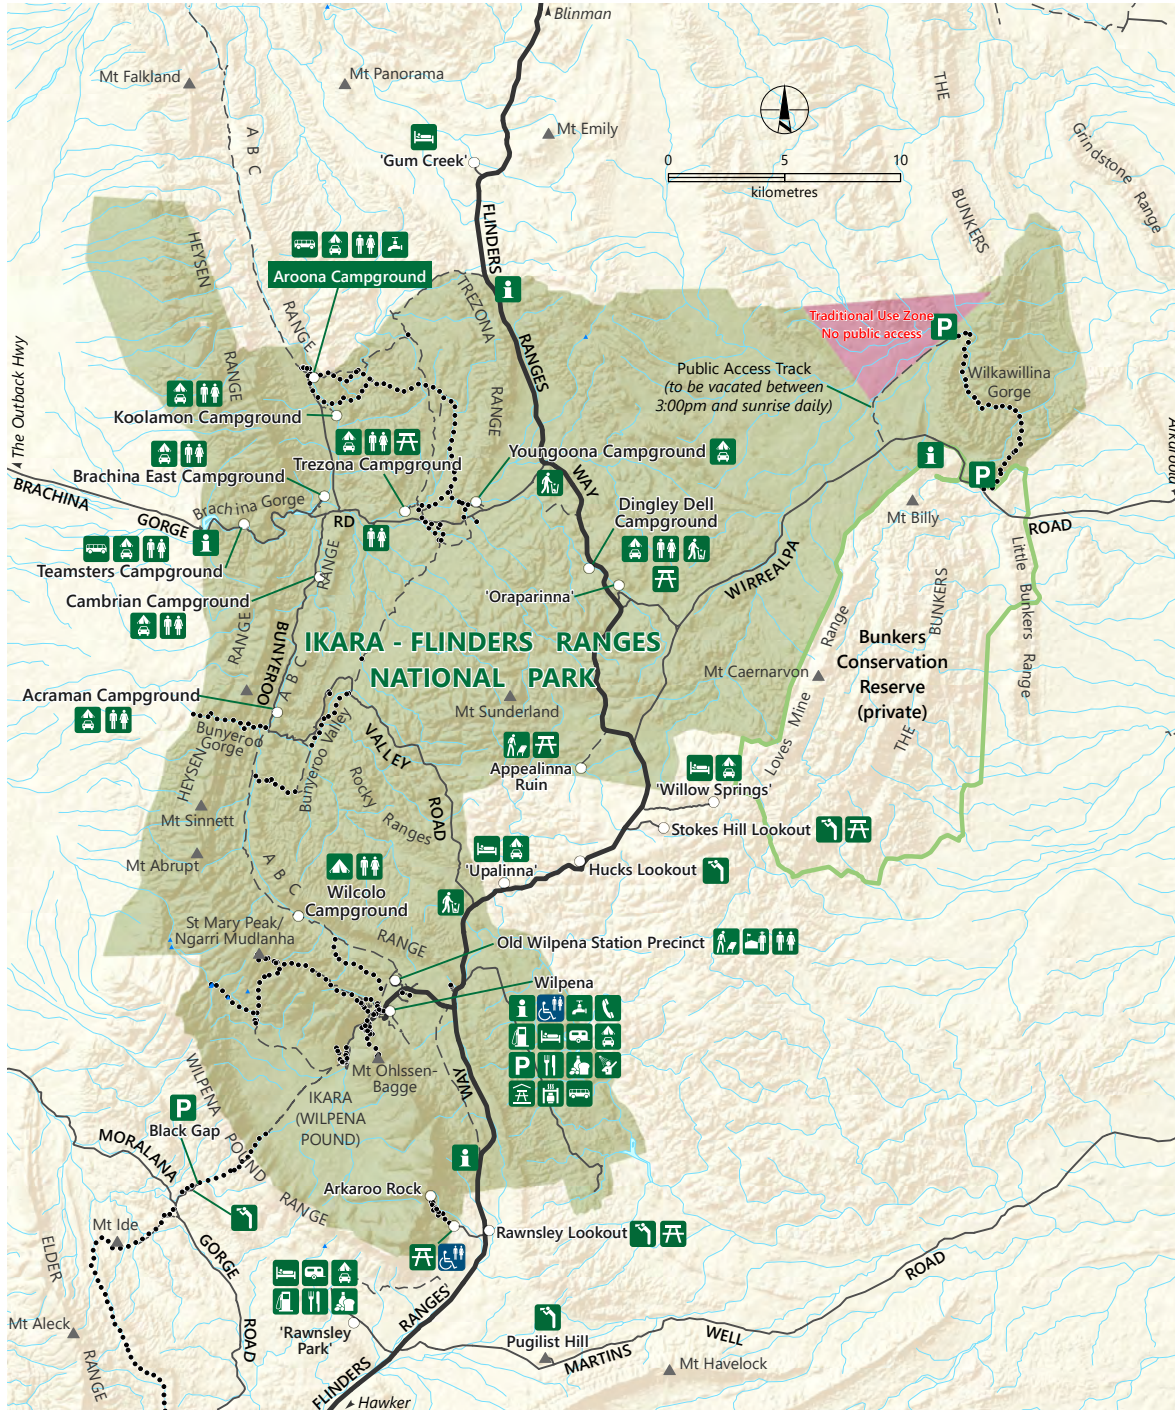 Blinman
Mt Falkland
Mt Panorama
Mt Emily
THE
BUNKERS
Grindstone Range
0 5 10
kilometres
'Gum Creek'
A B C
RANGE
HEYSEN
RANGE
FLINDERS
RANGES
WAY
Aroona Campground
TREZONA
RANGE
Traditional Use Zone
No public access
P
Public Access Track
(to be vacated between
3:00pm and sunrise daily)
Wilkawillina
Gorge
The Outback Hwy
Koolamon Campground
Trezona Campground
Youngoona Campground
Brachina East Campground
BRACHINA
GORGE
RD
Brachina Gorge
Dingley Dell
Campground
P
Mt Billy
ROAD
Teamsters Campground
Cambrian Campground
RANGE
RANGE
'Oraparinna'
WIRREALPA
Little Bunkers Range
BUNKERS
THE
IKARA - FLINDERS RANGES
NATIONAL PARK
Bunkers
Conservation
Reserve
(private)
Loves Mine Range
Mt Caernarvon
Acraman Campground
BUNYEROO
A B C
Mt Sunderland
VALLEY
ROAD
Bunyeroo
Gorge
Bunyeroo Valley
HEYSEN
Rocky
Ranges
Appealinna
Ruin
'Willow Springs'
Stokes Hill Lookout
Mt Sinnett
Mt Abrupt
'Upalinna'
Hucks Lookout
A B C
RANGE
Wilcolo
Campground
St Mary Peak/
Ngarri Mudlanha
Old Wilpena Station Precinct
Wilpena
P
Mt Ohlssen-
Bagge
WAY
WILPENA
POUND
RANGE
IKARA
(WILPENA
POUND)
P
Black Gap
MORALANA
GORGE
ROAD
Arkaroo Rock
Mt Ide
ELDER
RANGE
Rawnsley Lookout
'Rawnsley
Park'
Mt Aleck
FLINDERS
RANGES'
Pugilist Hill
MARTINS
WELL
ROAD
Mt Havelock
Hawker